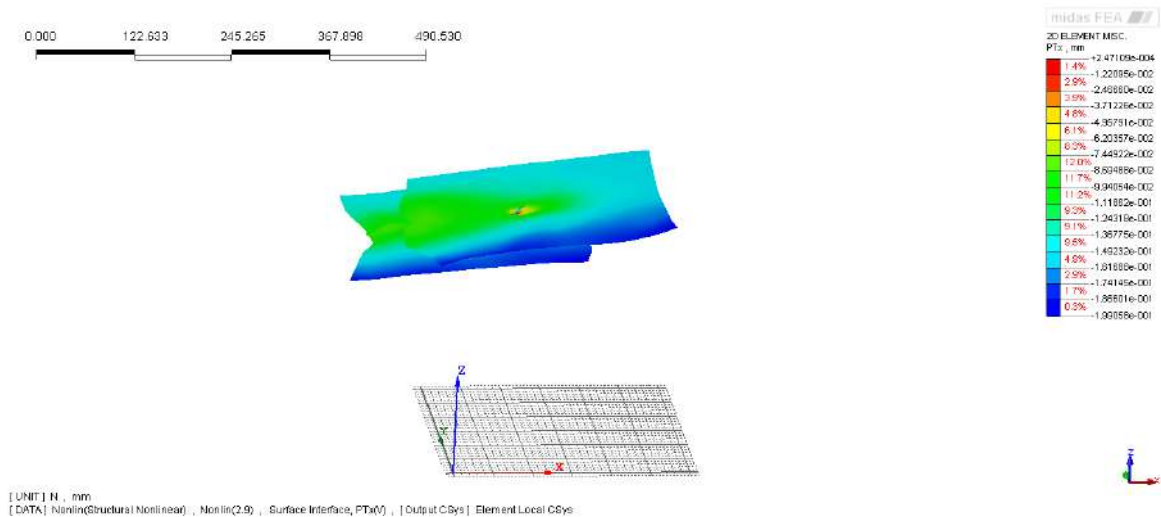 midas FEA
0.000 122.633 245.265 367.898 490.530
2D ELEMENT MISC.
PTx , mm
+2.47109e-004
1.4%
-1.22095e-002
2.9%
-2.46660e-002
3.9%
-3.71226e-002
4.8%
-4.95791e-002
6.1%
-6.20357e-002
8.3%
-7.44922e-002
12.0%
-8.69488e-002
11.7%
-9.94054e-002
11.2%
-1.11862e-001
9.3%
-1.24318e-001
9.1%
-1.36775e-001
9.6%
-1.49232e-001
4.8%
-1.61688e-001
2.9%
-1.74145e-001
1.7%
-1.86601e-001
0.3%
-1.99058e-001
Z
Y
X
Z
X
[ UNIT ] N , mm
[ DATA ] Nonlin(Structural Nonlinear) , Nonlin(2.9) , Surface Interface, PTx(V) , [ Output CSys ] Element Local CSys